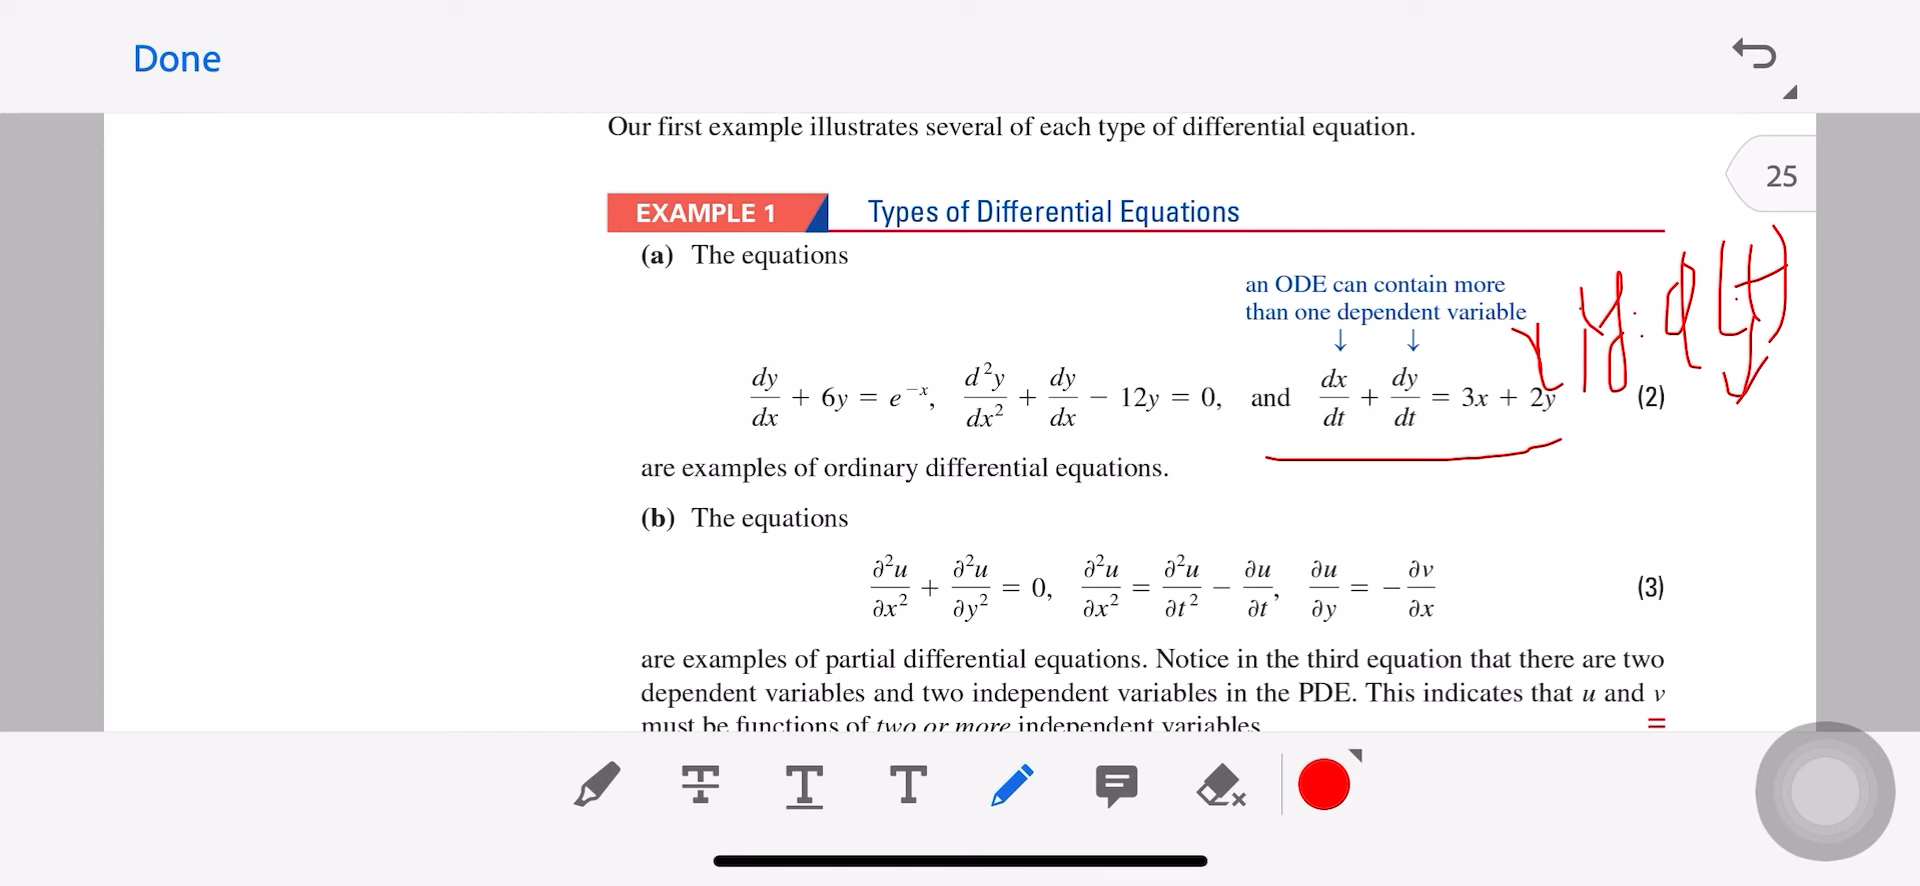 Done
Our first example illustrates several of each type of differential equation.
25
EXAMPLE 1 Types of Differential Equations
(a) The equations
an ODE can contain more
than one dependent variable
↓ ↓
dy/dx + 6y = e^{-x}, d²y/dx² + dy/dx − 12y = 0, and dx/dt + dy/dt = 3x + 2y (2)
are examples of ordinary differential equations.
(b) The equations
∂²u/∂x² + ∂²u/∂y² = 0, ∂²u/∂x² = ∂²u/∂t² − ∂u/∂t, ∂u/∂y = −∂v/∂x (3)
are examples of partial differential equations. Notice in the third equation that there are two
dependent variables and two independent variables in the PDE. This indicates that u and v
must be functions of two or more independent variables.